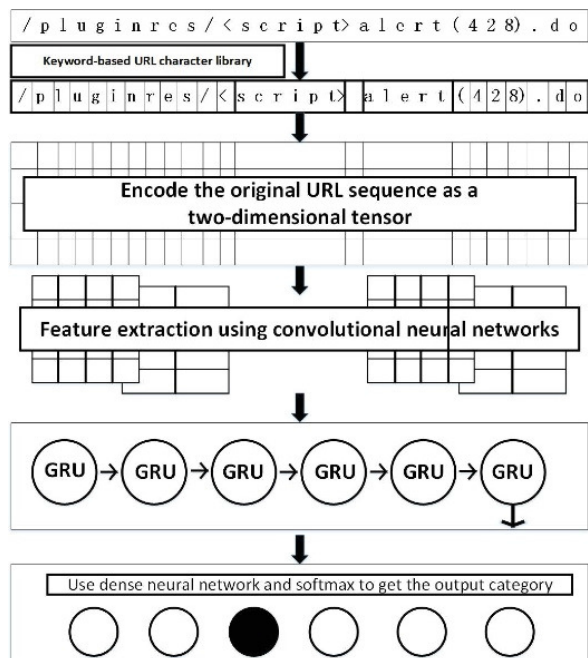 /pluginres/<script>alert(428).do
Keyword-based URL character library
/pluginres/<script> alert(428).do
Encode the original URL sequence as a
two-dimensional tensor
Feature extraction using convolutional neural networks
GRU GRU GRU GRU GRU GRU
Use dense neural network and softmax to get the output category